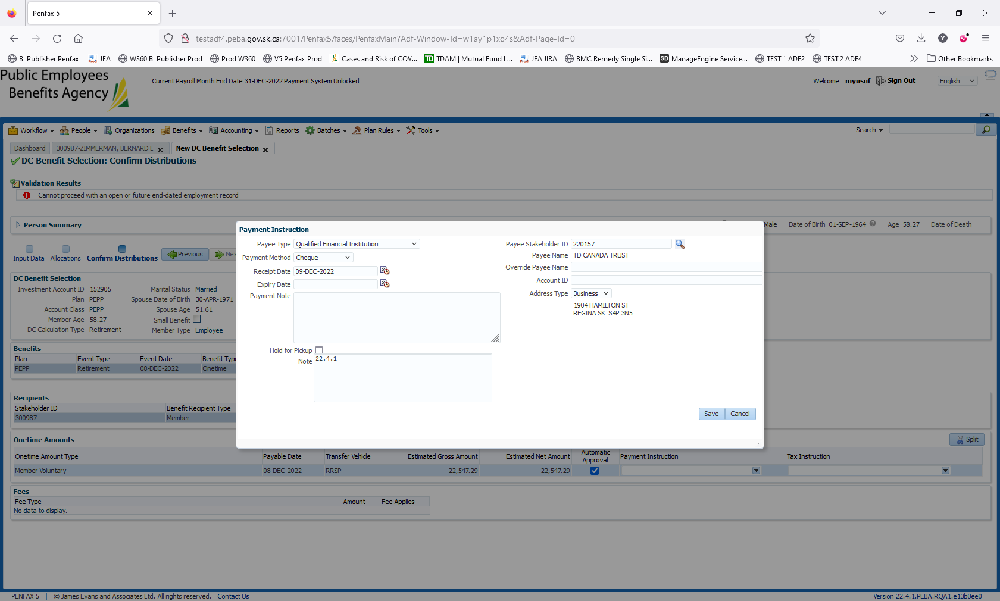 Penfax 5
testadf4.peba.gov.sk.ca:7001/Penfax5/faces/PenfaxMain?Adf-Window-Id=w1ay1p1xo4s&Adf-Page-Id=0
Y
BI Publisher Penfax JEA W360 BI Publisher Prod Prod W360 V5 Penfax Prod Cases and Risk of COV... TDAM | Mutual Fund L... JEA JIRA BMC Remedy Single Si... ManageEngine Service... TEST 1 ADF2 TEST 2 ADF4 Other Bookmarks
Public Employees
Benefits Agency
Current Payroll Month End Date 31-DEC-2022 Payment System Unlocked
Welcome myusuf Sign Out English
Workflow People Organizations Benefits Accounting Reports Batches Plan Rules Tools Search
Dashboard 300987-ZIMMERMAN, BERNARD L New DC Benefit Selection
DC Benefit Selection: Confirm Distributions
Validation Results
Cannot proceed with an open or future end-dated employment record
Person Summary
Male Date of Birth 01-SEP-1964 Age 58.27 Date of Death
Input Data Allocations Confirm Distributions Previous Nex
DC Benefit Selection
Investment Account ID 152905 Marital Status Married
Plan PEPP Spouse Date of Birth 30-APR-1971
Account Class PEPP Spouse Age 51.61
Member Age 58.27 Small Benefit
DC Calculation Type Retirement Member Type Employee
Benefits
Plan Event Type Event Date Benefit Type
PEPP Retirement 08-DEC-2022 Onetime
Recipients
Stakeholder ID Benefit Recipient Type
300987 Member
Payment Instruction
Payee Type Qualified Financial Institution
Payment Method Cheque
Receipt Date 09-DEC-2022
Expiry Date
Payment Note
Hold for Pickup
Note 22.4.1
Payee Stakeholder ID 220157
Payee Name TD CANADA TRUST
Override Payee Name
Account ID
Address Type Business
1904 HAMILTON ST
REGINA SK S4P 3N5
Save Cancel
Onetime Amounts Split
Onetime Amount Type Payable Date Transfer Vehicle Estimated Gross Amount Estimated Net Amount Automatic Approval Payment Instruction Tax Instruction
Member Voluntary 08-DEC-2022 RRSP 22,547.29 22,547.29
Fees
Fee Type Amount Fee Applies
No data to display.
PENFAX 5 | © James Evans and Associates Ltd. All rights reserved. Contact Us
Version 22.4.1.PEBA.RQA1.e13b0ee0